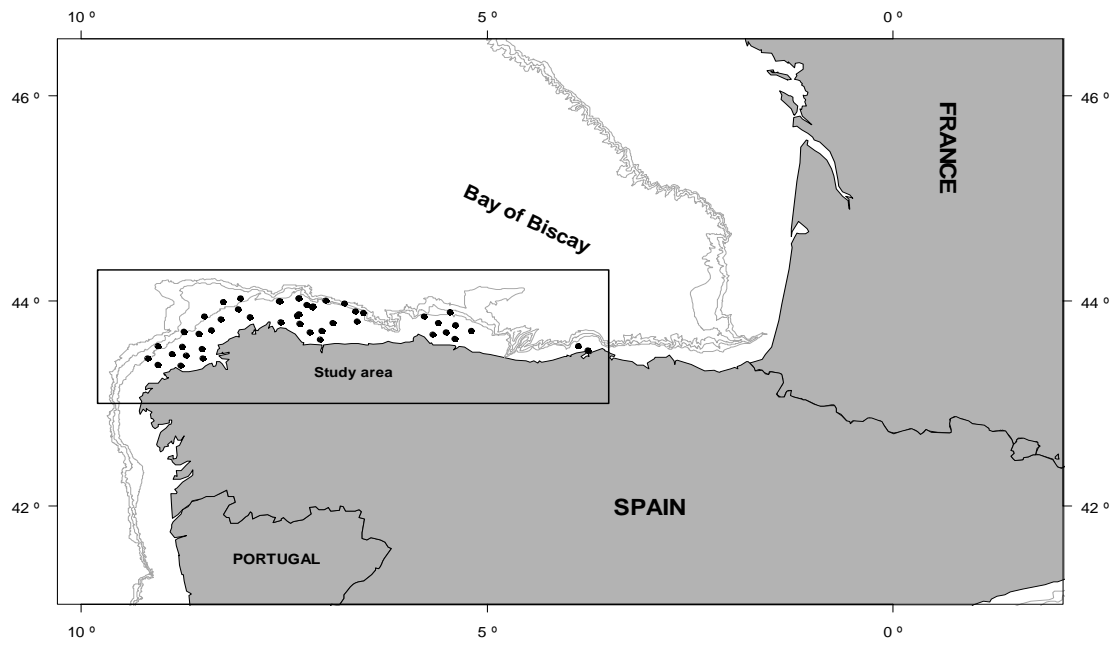 10 º 5 º 0 º
46 º 46 º
FRANCE
Bay of Biscay
44 º 44 º
Study area
42 º 42 º
SPAIN
PORTUGAL
10 º 5 º 0 º